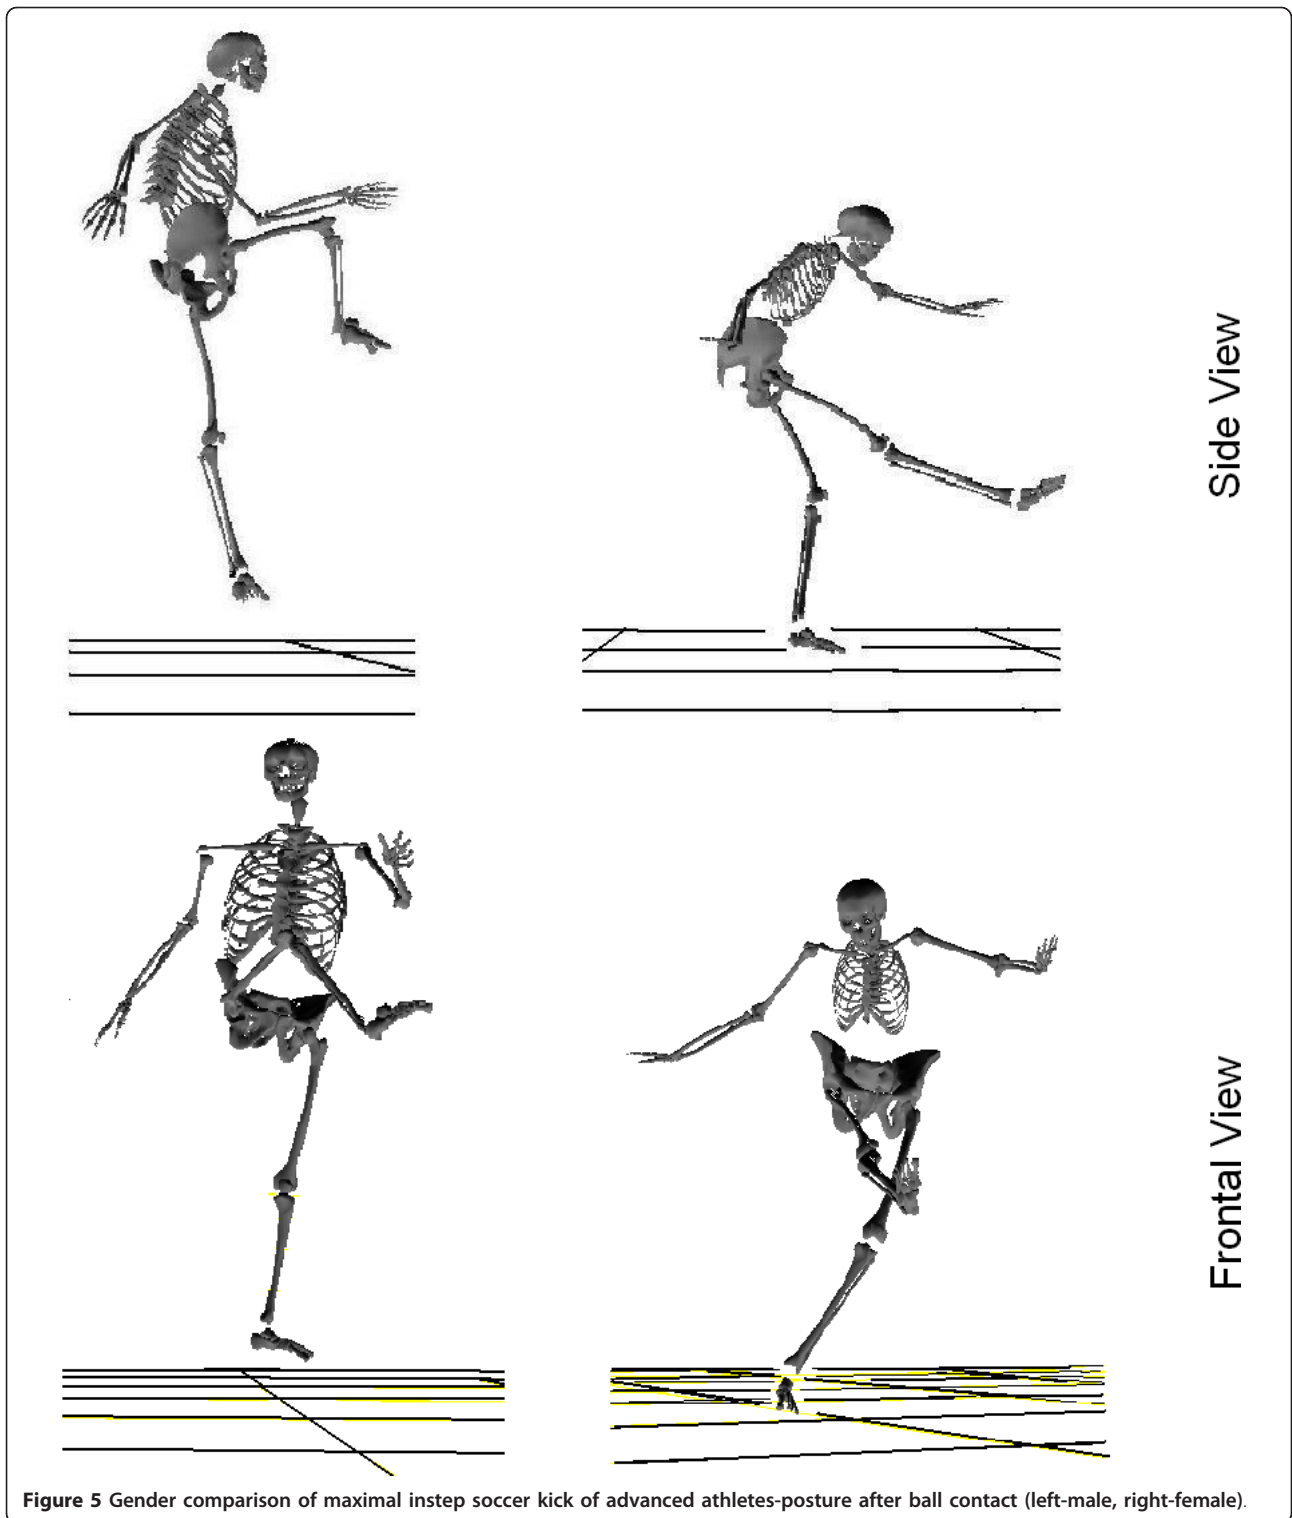 Side View
Frontal View
Figure 5 Gender comparison of maximal instep soccer kick of advanced athletes-posture after ball contact (left-male, right-female).